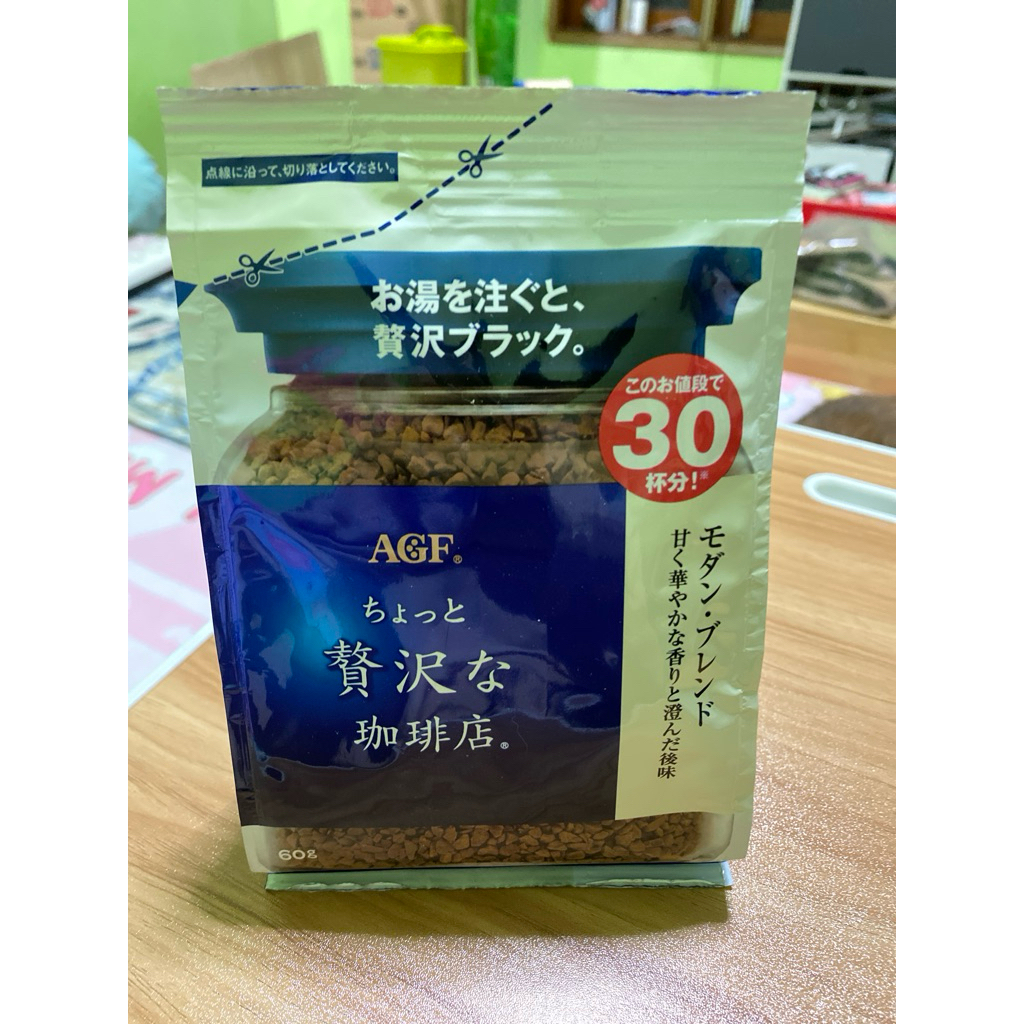 点線に沿って、切り落としてください。
お湯を注ぐと、
贅沢ブラック。
このお値段で
30
杯分!※
AGF®
ちょっと
贅沢な
珈琲店®
モダン・ブレンド
甘く華やかな香りと澄んだ後味
60g